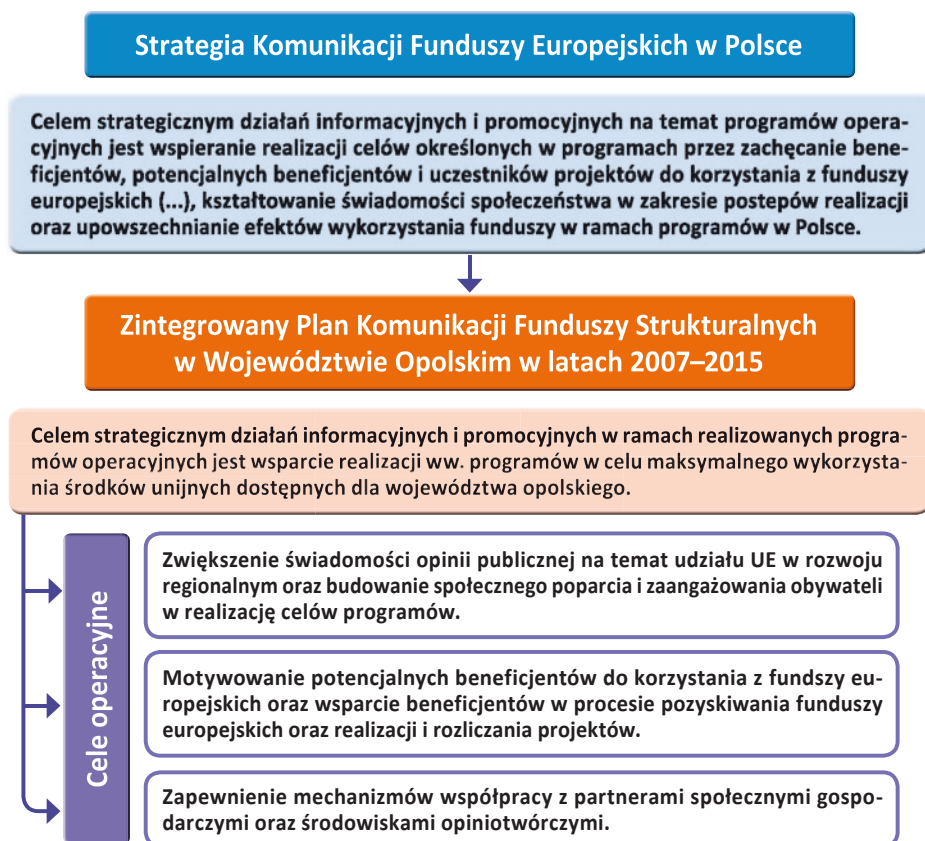 Strategia Komunikacji Funduszy Europejskich w Polsce
Celem strategicznym działań informacyjnych i promocyjnych na temat programów opera-
cyjnych jest wspieranie realizacji celów określonych w programach przez zachęcanie bene-
ficjentów, potencjalnych beneficjentów i uczestników projektów do korzystania z funduszy
europejskich (...), kształtowanie świadomości społeczeństwa w zakresie postepów realizacji
oraz upowszechnianie efektów wykorzystania funduszy w ramach programów w Polsce.
Zintegrowany Plan Komunikacji Funduszy Strukturalnych
w Województwie Opolskim w latach 2007–2015
Celem strategicznym działań informacyjnych i promocyjnych w ramach realizowanych progra-
mów operacyjnych jest wsparcie realizacji ww. programów w celu maksymalnego wykorzysta-
nia środków unijnych dostępnych dla województwa opolskiego.
Cele operacyjne
Zwiększenie świadomości opinii publicznej na temat udziału UE w rozwoju
regionalnym oraz budowanie społecznego poparcia i zaangażowania obywateli
w realizację celów programów.
Motywowanie potencjalnych beneficjentów do korzystania z fundszy eu-
ropejskich oraz wsparcie beneficjentów w procesie pozyskiwania funduszy
europejskich oraz realizacji i rozliczania projektów.
Zapewnienie mechanizmów współpracy z partnerami społecznymi gospo-
darczymi oraz środowiskami opiniotwórczymi.